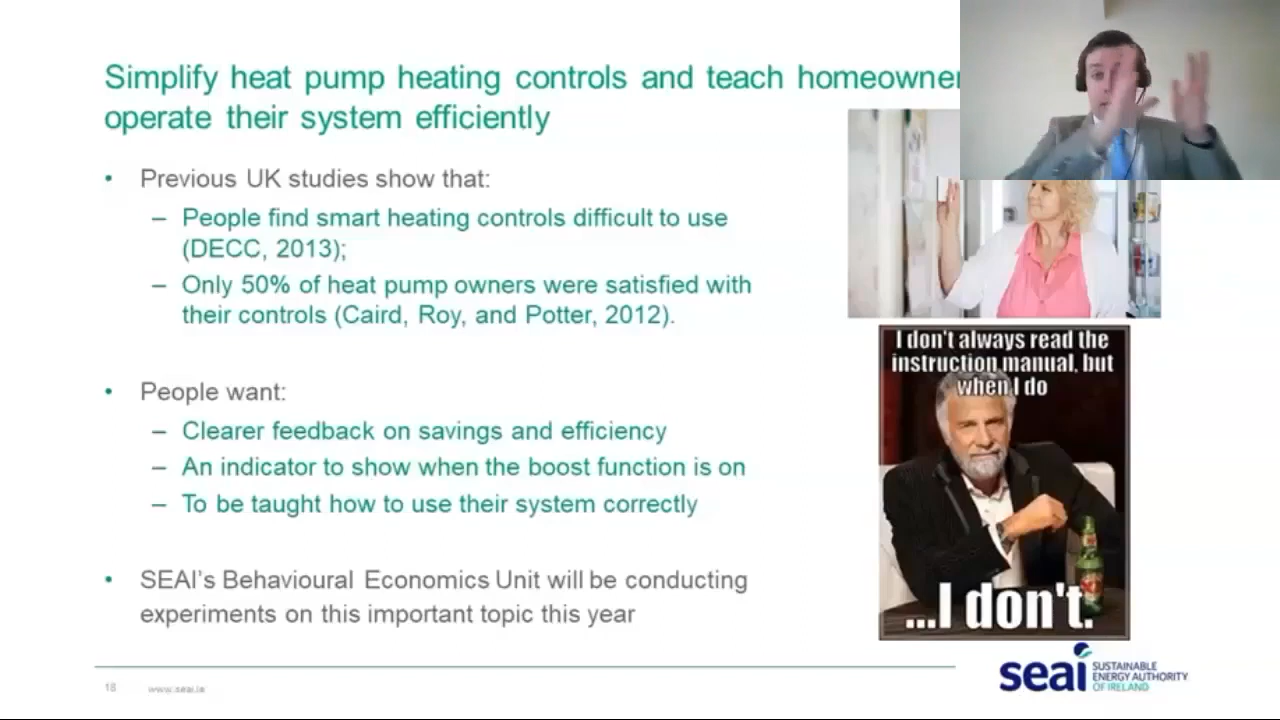 Simplify heat pump heating controls and teach homeowner
operate their system efficiently
• Previous UK studies show that:
– People find smart heating controls difficult to use
(DECC, 2013);
– Only 50% of heat pump owners were satisfied with
their controls (Caird, Roy, and Potter, 2012).
• People want:
– Clearer feedback on savings and efficiency
– An indicator to show when the boost function is on
– To be taught how to use their system correctly
• SEAI's Behavioural Economics Unit will be conducting
experiments on this important topic this year
I don't always read the
instruction manual, but
when I do
...I don't.
18 www.seai.ie
seai SUSTAINABLE
ENERGY AUTHORITY
OF IRELAND